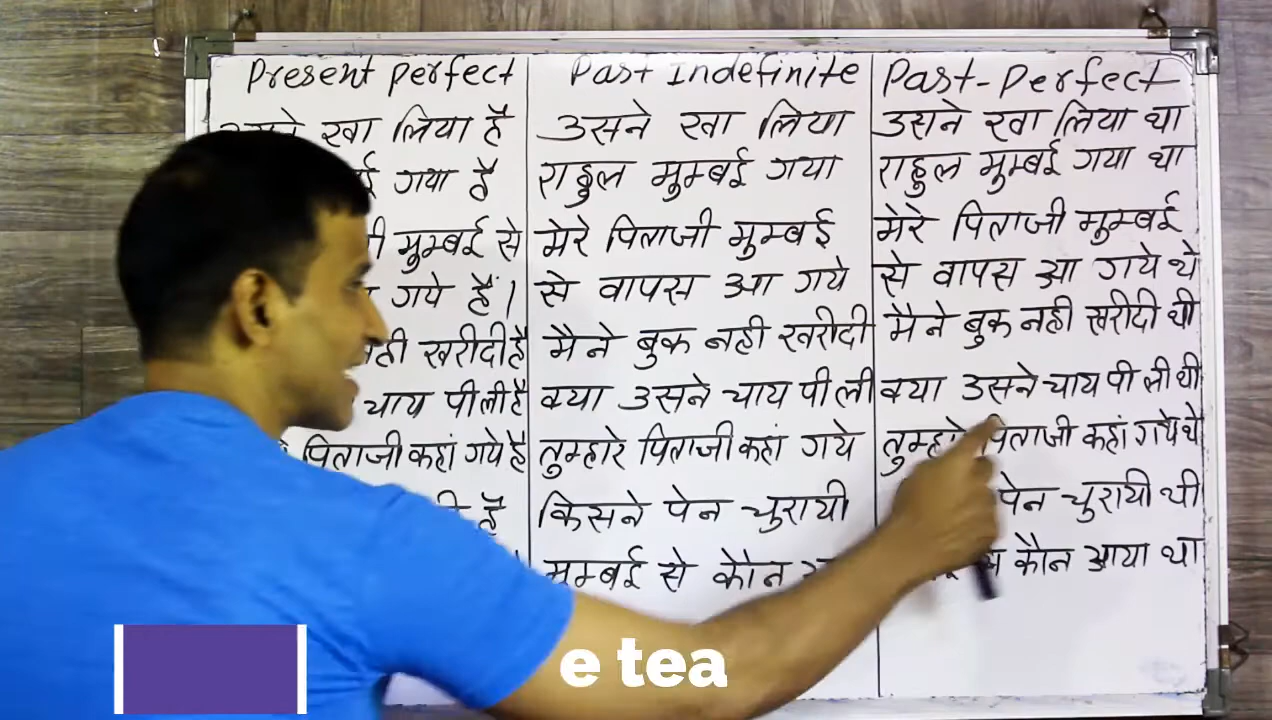 Present perfect
खा लिया है
गया है
मुम्बई से
गये हैं।
खरीदी है
चाय पी ली है
पिताजी कहां गये है
है
Past Indefinite
उसने खा लिया
राहुल मुम्बई गया
मेरे पिताजी मुम्बई
से वापस आ गये
मैने बुक नही खरीदी
क्या उसने चाय पी ली
तुम्हारे पिताजी कहां गये
किसने पेन चुरायी
मुम्बई से कौन
Past-Perfect
उसने खा लिया था
राहुल मुम्बई गया था
मेरे पिताजी मुम्बई
से वापस आ गये थे
मैने बुक नही खरीदी थी
क्या उसने चाय पी ली थी
तुम्हारे पिताजी कहां गये थे
पेन चुरायी थी
कौन आया था
e tea